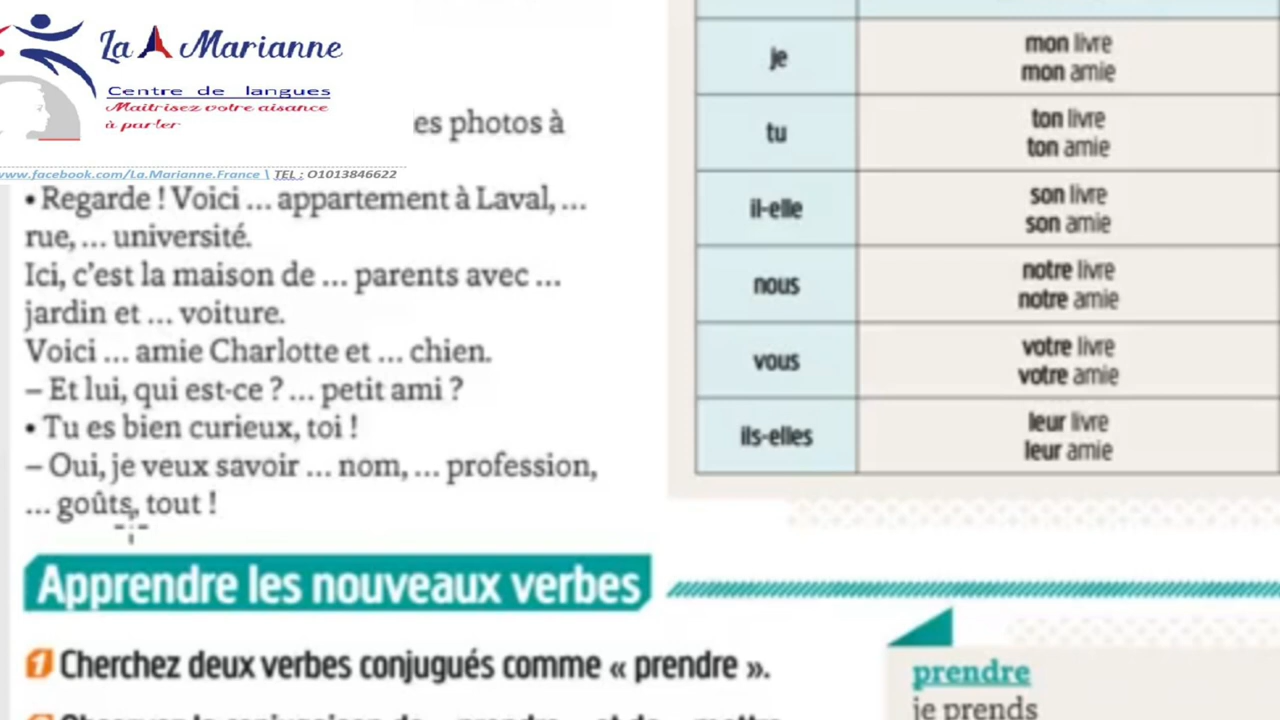 La Marianne
Centre de langues
Maitrisez votre aisance
à parler
www.facebook.com/La.Marianne.France \ TEL : 01013846622
es photos à
• Regarde ! Voici ... appartement à Laval, ...
rue, ... université.
Ici, c'est la maison de ... parents avec ...
jardin et ... voiture.
Voici ... amie Charlotte et ... chien.
– Et lui, qui est-ce ? ... petit ami ?
• Tu es bien curieux, toi !
– Oui, je veux savoir ... nom, ... profession,
... goûts, tout !
je
mon livre
mon amie
tu
ton livre
ton amie
il-elle
son livre
son amie
nous
notre livre
notre amie
vous
votre livre
votre amie
ils-elles
leur livre
leur amie
Apprendre les nouveaux verbes
1 Cherchez deux verbes conjugués comme « prendre ».
prendre
je prends